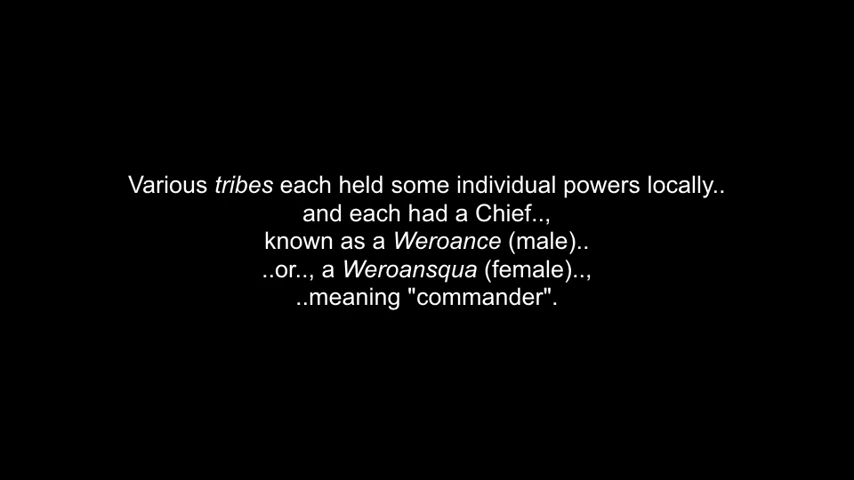 Various tribes each held some individual powers locally..
and each had a Chief..,
known as a Weroance (male)..
..or.., a Weroansqua (female)..,
..meaning "commander".